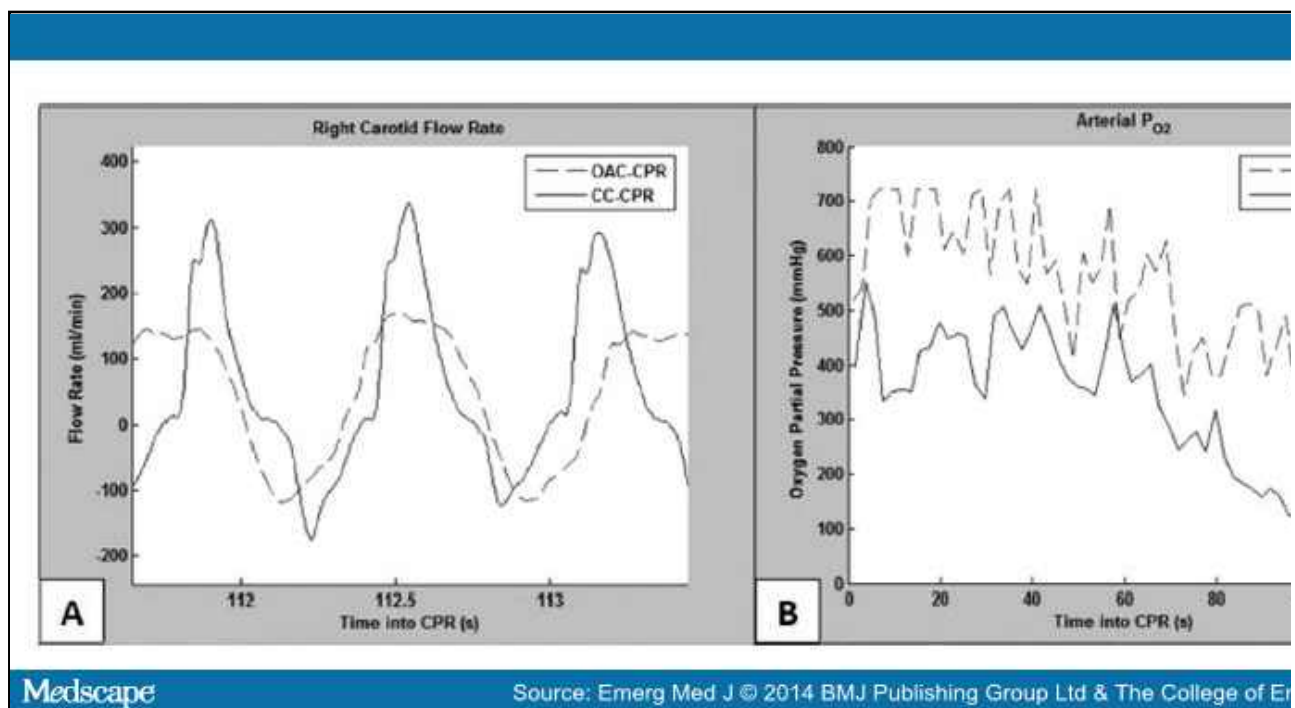 Right Carotid Flow Rate
OAC-CPR
CC-CPR
400
300
200
100
0
-100
-200
Flow Rate (ml/min)
112
112.5
113
Time into CPR (s)
A
Arterial PO2
800
700
600
500
400
300
200
100
0
Oxygen Partial Pressure (mmHg)
0
20
40
60
80
Time into CPR (s)
B
Medscape
Source: Emerg Med J © 2014 BMJ Publishing Group Ltd & The College of Er